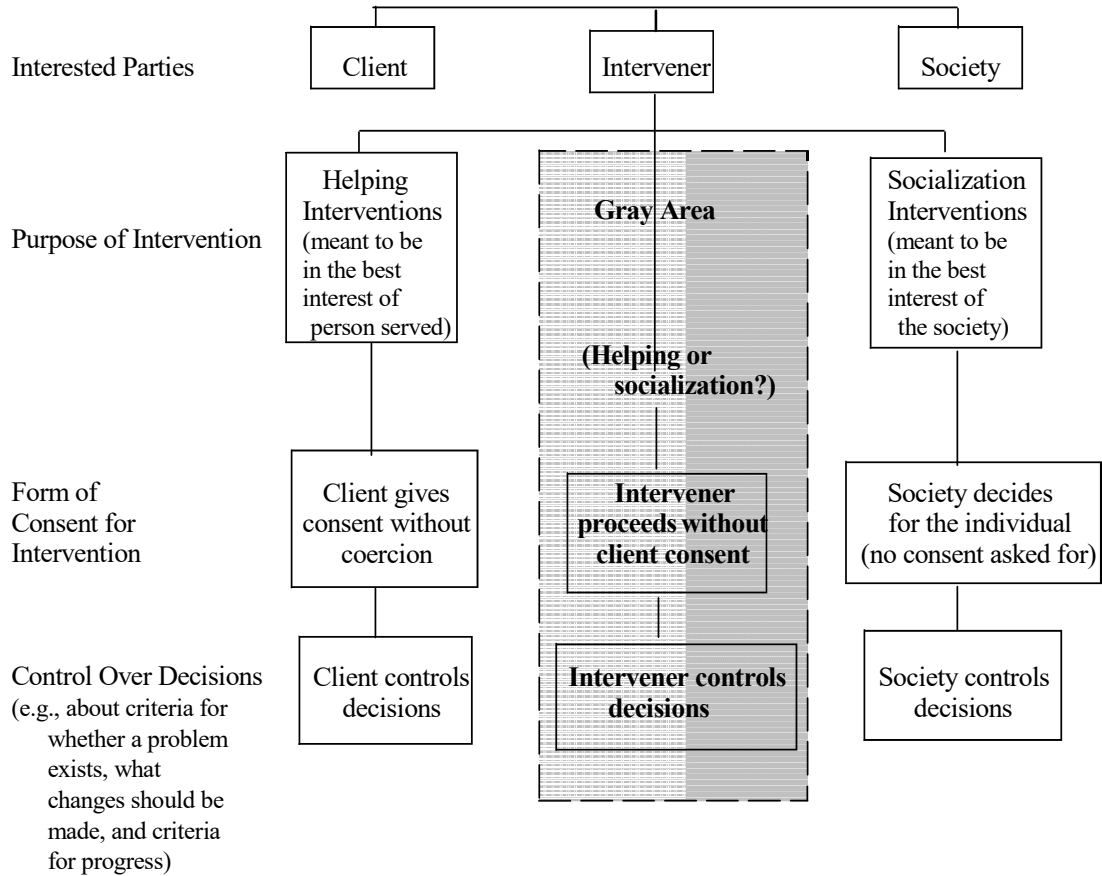 Interested Parties
Client
Intervener
Society
Purpose of Intervention
Helping
Interventions
(meant to be
in the best
interest of
person served)
Gray Area
(Helping or
socialization?)
Socialization
Interventions
(meant to be
in the best
interest of
the society)
Form of
Consent for
Intervention
Client gives
consent without
coercion
Intervener
proceeds without
client consent
Society decides
for the individual
(no consent asked for)
Control Over Decisions
(e.g., about criteria for
whether a problem
exists, what
changes should be
made, and criteria
for progress)
Client controls
decisions
Intervener controls
decisions
Society controls
decisions